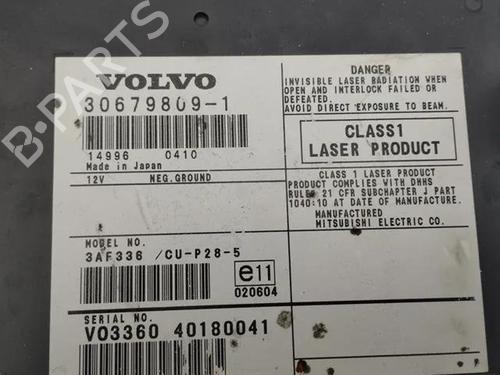 VOLVO
30679809-1
14996 0410
Made in Japan
12V NEG.GROUND
MODEL NO.
3AF336 /CU-P28-5
e11
020604
SERIAL NO.
V03360 40180041
DANGER
INVISIBLE LASER RADIATION WHEN
OPEN AND INTERLOCK FAILED OR
DEFEATED.
AVOID DIRECT EXPOSURE TO BEAM.
CLASS1
LASER PRODUCT
CLASS 1 LASER PRODUCT
PRODUCT COMPLIES WITH DHHS
RULES 21 CFR SUBCHAPTER J PART
1040:10 AT DATE OF MANUFACTURE.
MANUFACTURED
MITSUBISHI ELECTRIC CO.
B-PARTS